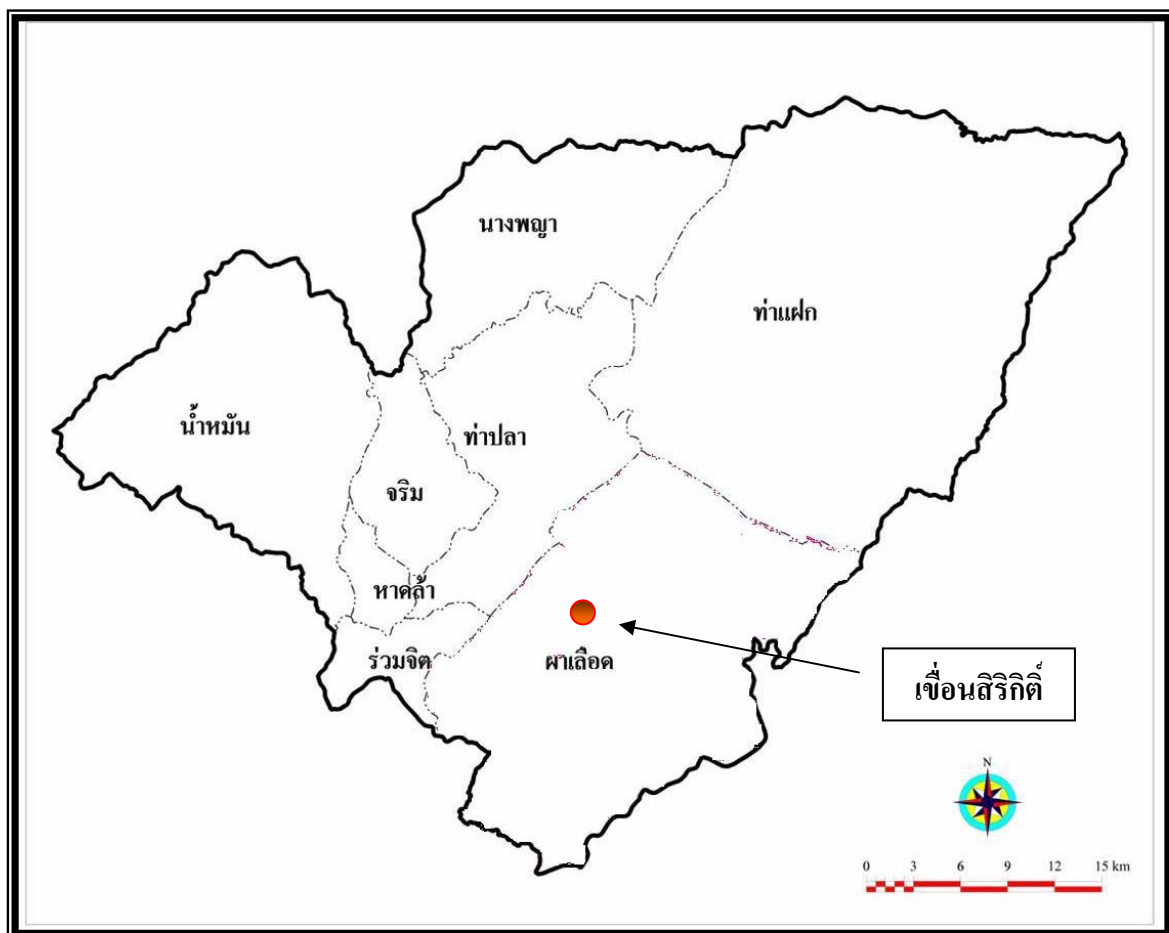 นางพญา
ท่าแฝก
น้ำหมัน
ท่าปลา
จริม
หาดล้า
ร่วมจิต
ผาเลือด
เขื่อนสิริกิติ์
N
0 3 6 9 12 15 km